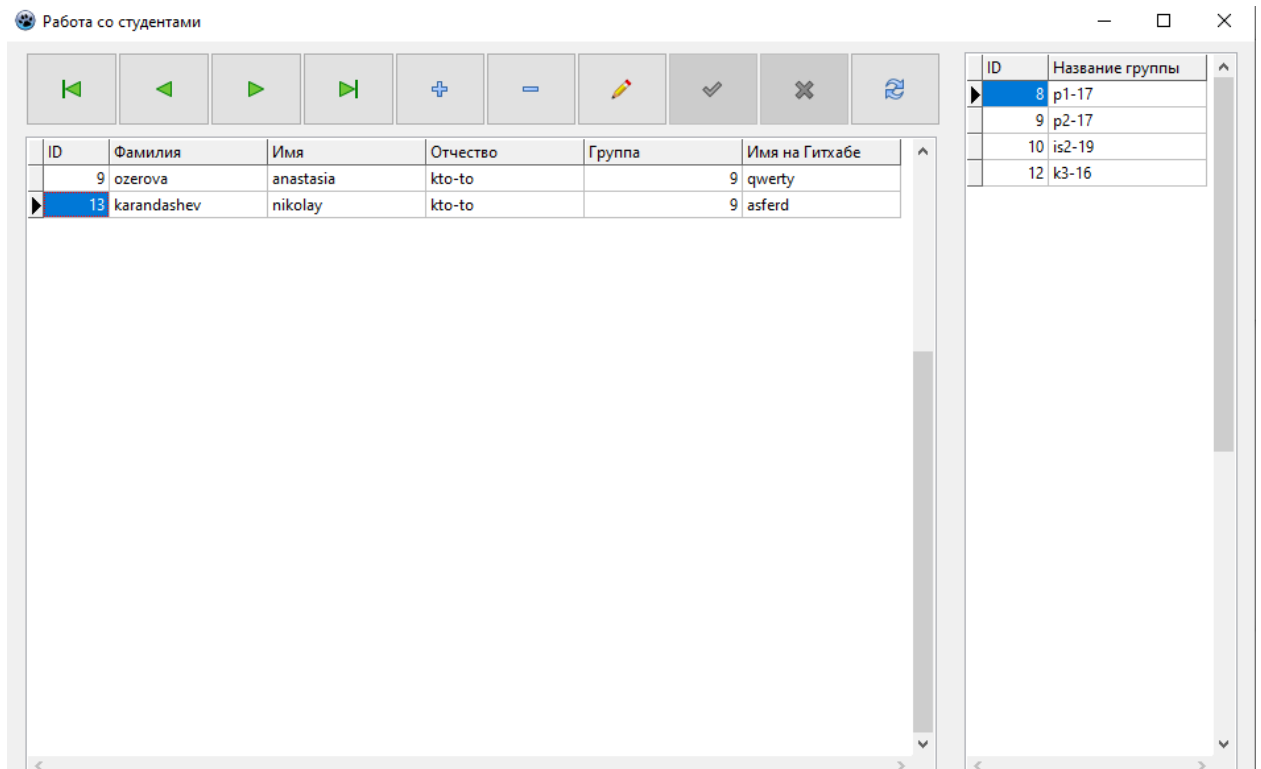 Работа со студентами
ID Фамилия Имя Отчество Группа Имя на Гитхабе
9 ozerova anastasia kto-to 9 qwerty
13 karandashev nikolay kto-to 9 asferd
ID Название группы
8 p1-17
9 p2-17
10 is2-19
12 k3-16